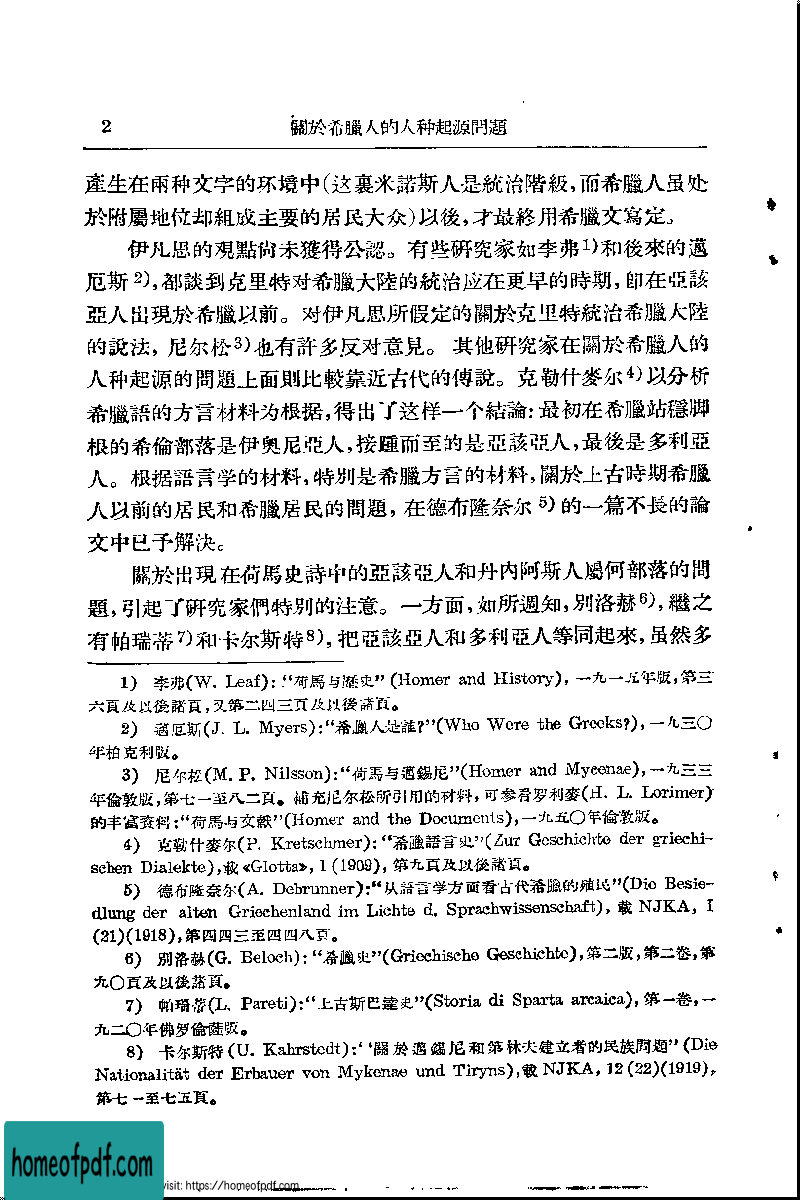 2
關於希臘人的人种起源問題
產生在兩种文字的环境中(这裏米諾斯人是統治階級,而希臘人虽处
於附屬地位却組成主要的居民大众)以後,才最終用希臘文寫定。
伊凡思的观點尙未獲得公認。有些研究家如李弗1)和後來的邁
厄斯2),都談到克里特对希臘大陸的統治应在更早的時期,卽在亞該
亞人出現於希臘以前。对伊凡思所假定的關於克里特統治希臘大陸
的說法,尼尔松3)也有許多反对意見。其他研究家在關於希臘人的
人种起源的問題上面則比較靠近古代的傳說。克勒什麥尔4)以分析
希臘語的方言材料为根据,得出了这样一个結論:最初在希臘站穩脚
根的希倫部落是伊奧尼亞人,接踵而至的是亞該亞人,最後是多利亞
人。根据語言学的材料,特別是希臘方言的材料,關於上古時期希臘
人以前的居民和希臘居民的問題,在德布隆奈尔5)的一篇不長的論
文中已予解決。
關於出現在荷馬史詩中的亞該亞人和丹內阿斯人屬何部落的問
題,引起了研究家們特別的注意。一方面,如所週知,別洛赫6),繼之
有帕瑞蒂7)和卡尔斯特8),把亞該亞人和多利亞人等同起來,虽然多
1) 李弗(W. Leaf):“荷馬与歷史”(Homer and History),一九一五年版,第三
六頁及以後諸頁,又第二四三頁及以後諸頁。
2) 邁厄斯(J. L. Myers):“希臘人是誰?”(Who Were the Greeks?),一九三〇
年柏克利版。
3) 尼尔松(M. P. Nilsson):“荷馬与邁錫尼”(Homer and Mycenae),一九三三
年倫敦版,第七一至八二頁。補充尼尔松所引用的材料,可参看罗利麥(H. L. Lorimer)
的丰富資料:“荷馬与文献”(Homer and the Documents),一九五〇年倫敦版。
4) 克勒什麥尔(P. Kretschmer):“希臘語言史”(Zur Geschichte der griechi-
schen Dialekte),載«Glotta», 1 (1909),第九頁及以後諸頁。
5) 德布隆奈尔(A. Debrunner):“从語言学方面看古代希臘的殖民”(Die Besie-
dlung der alten Griechenland im Lichte d. Sprachwissenschaft),載 NJKA, I
(21)(1918),第四四三至四四八頁。
6) 別洛赫(G. Beloch):“希臘史”(Griechische Geschichte),第二版,第二卷,第
九〇頁及以後諸頁。
7) 帕瑞蒂(L. Pareti):“上古斯巴達史”(Storia di Sparta arcaica),第一卷,一
九二〇年佛罗倫薩版。
8) 卡尔斯特(U. Kahrstedt):“關於邁錫尼和第林夫建立者的民族問題”(Die
Nationalität der Erbauer von Mykenae und Tiryns),載 NJKA, 12 (22)(1919),
第七一至七五頁。
homeofpdf.com
visit: https://homeofpdf.com